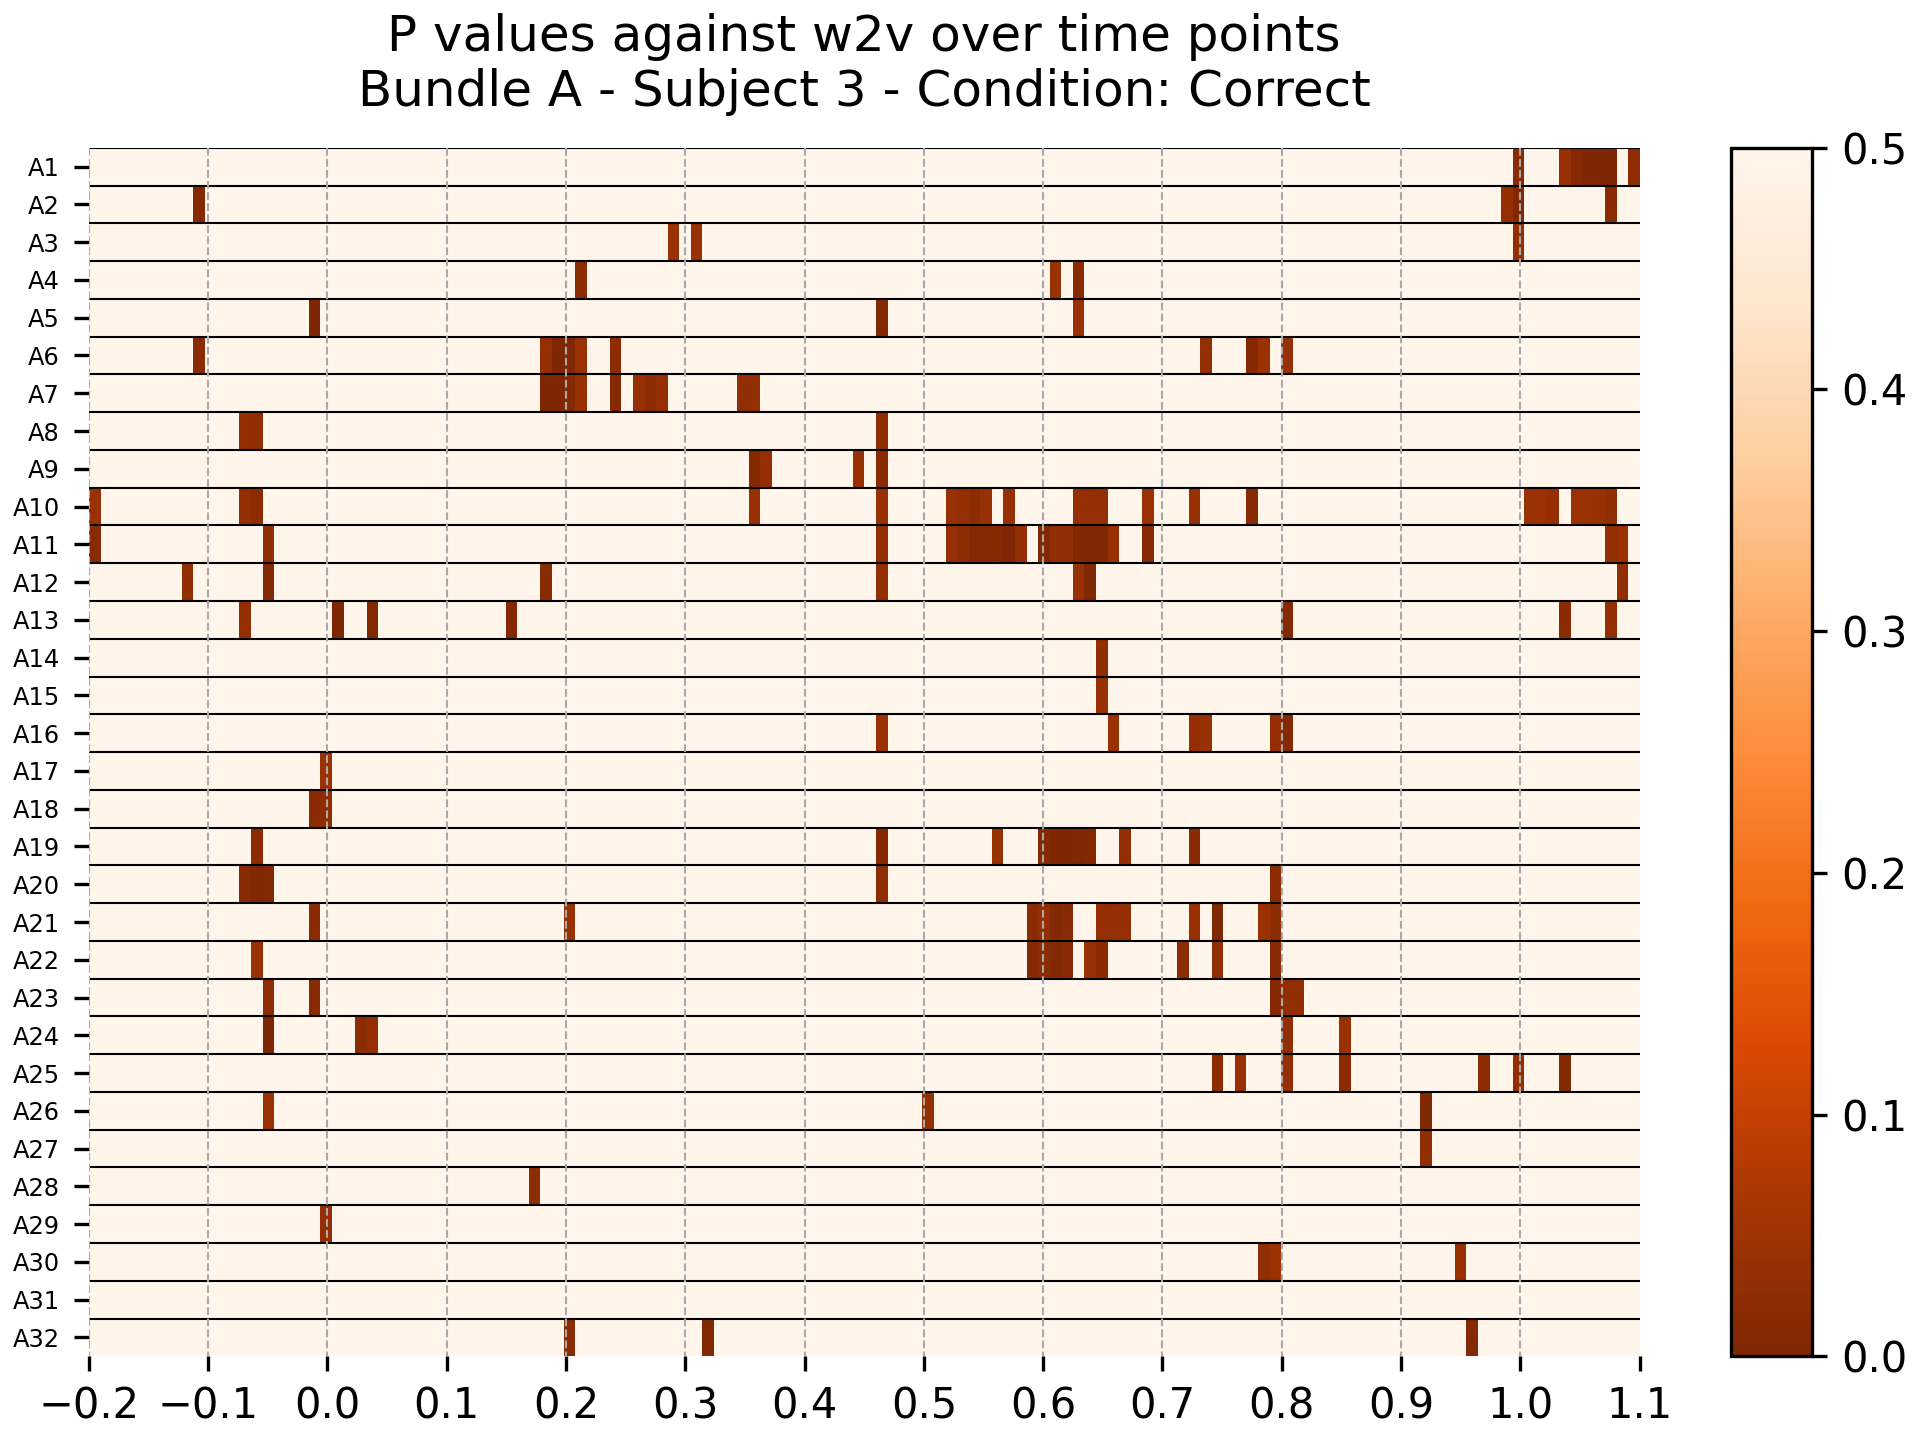 P values against w2v over time points
Bundle A - Subject 3 - Condition: Correct
A1
A2
A3
A4
A5
A6
A7
A8
A9
A10
A11
A12
A13
A14
A15
A16
A17
A18
A19
A20
A21
A22
A23
A24
A25
A26
A27
A28
A29
A30
A31
A32
−0.2 −0.1 0.0 0.1 0.2 0.3 0.4 0.5 0.6 0.7 0.8 0.9 1.0 1.1
0.5
0.4
0.3
0.2
0.1
0.0